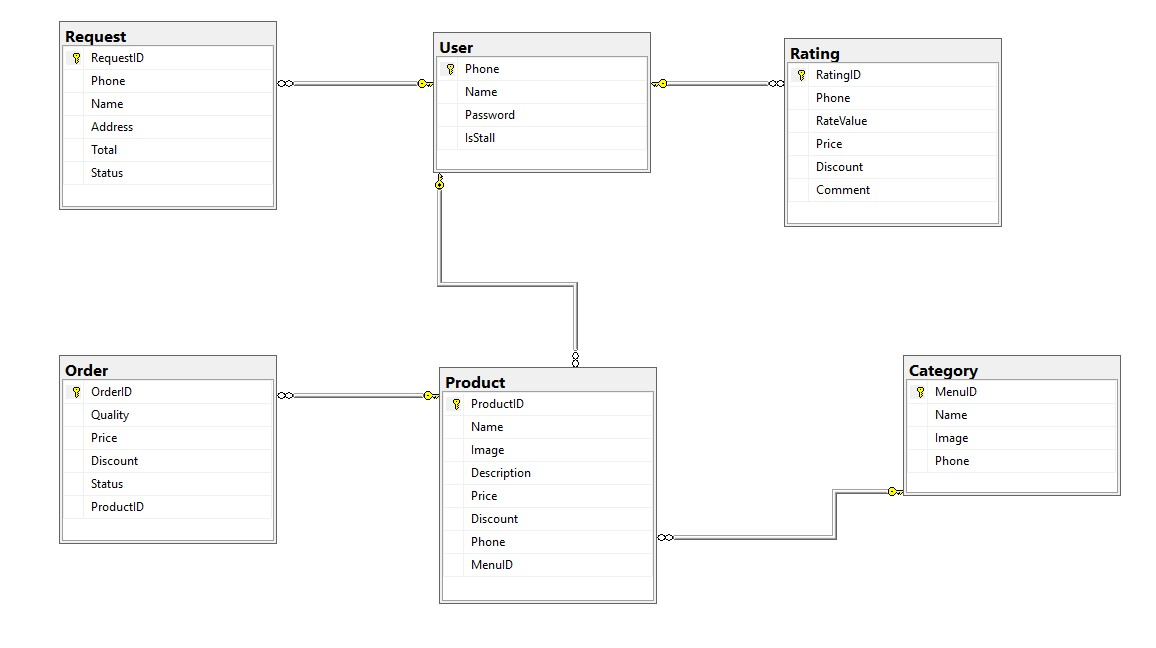 Request
RequestID
Phone
Name
Address
Total
Status
User
Phone
Name
Password
IsStall
Rating
RatingID
Phone
RateValue
Price
Discount
Comment
Order
OrderID
Quality
Price
Discount
Status
ProductID
Product
ProductID
Name
Image
Description
Price
Discount
Phone
MenuID
Category
MenuID
Name
Image
Phone